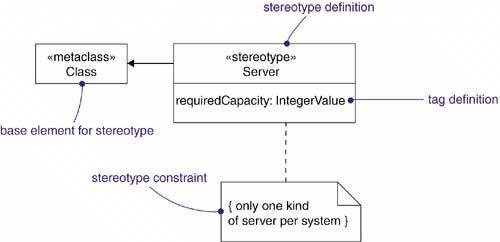 stereotype definition
«metaclass»
Class
«stereotype»
Server
requiredCapacity: IntegerValue
tag definition
base element for stereotype
stereotype constraint
{ only one kind
of server per system }